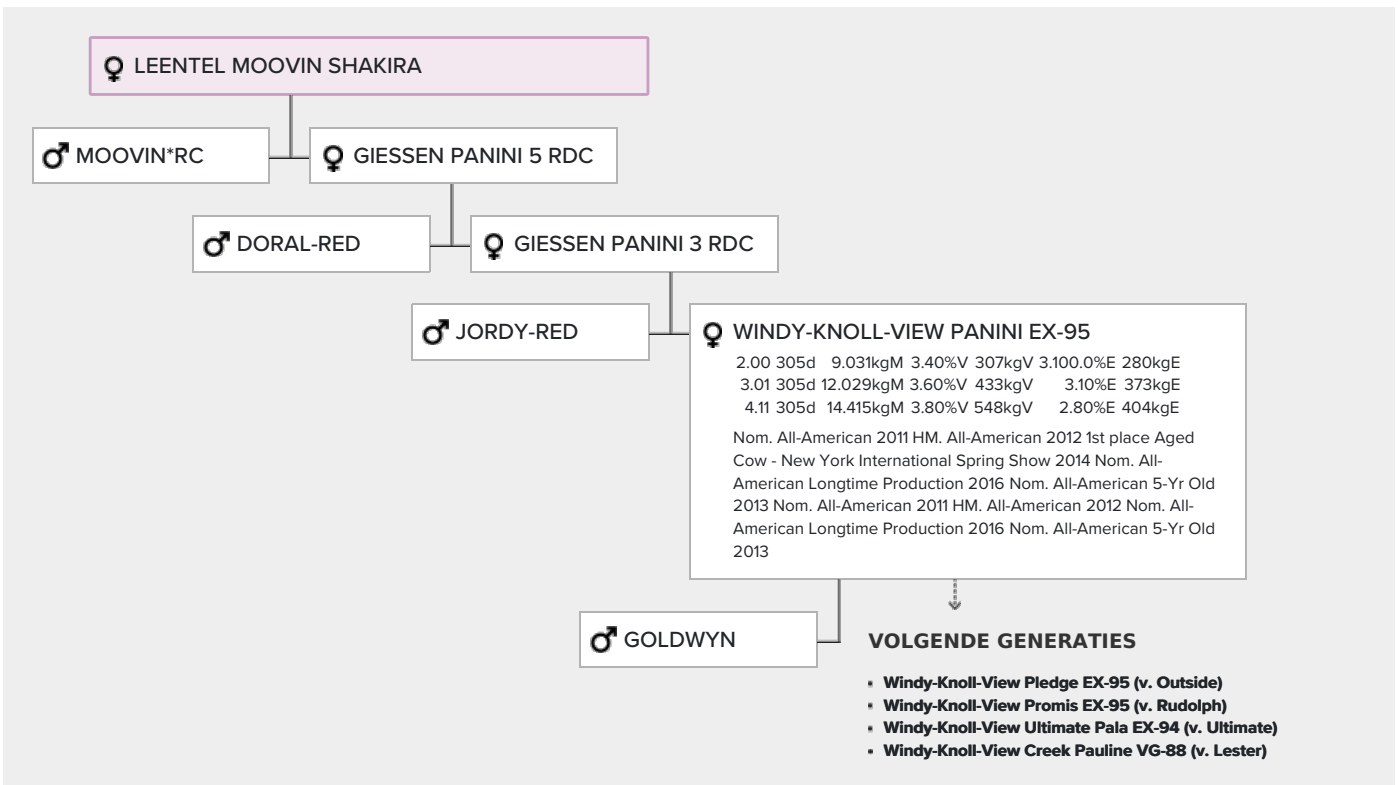 LEENTEL MOOVIN SHAKIRA
MOOVIN*RC
GIESSEN PANINI 5 RDC
DORAL-RED
GIESSEN PANINI 3 RDC
JORDY-RED
WINDY-KNOLL-VIEW PANINI EX-95
2.00 305d 9.031kgM 3.40%V 307kgV 3.100.0%E 280kgE
3.01 305d 12.029kgM 3.60%V 433kgV 3.10%E 373kgE
4.11 305d 14.415kgM 3.80%V 548kgV 2.80%E 404kgE
Nom. All-American 2011 HM. All-American 2012 1st place Aged
Cow - New York International Spring Show 2014 Nom. All-
American Longtime Production 2016 Nom. All-American 5-Yr Old
2013 Nom. All-American 2011 HM. All-American 2012 Nom. All-
American Longtime Production 2016 Nom. All-American 5-Yr Old
2013
GOLDWYN
VOLGENDE GENERATIES
Windy-Knoll-View Pledge EX-95 (v. Outside)
Windy-Knoll-View Promis EX-95 (v. Rudolph)
Windy-Knoll-View Ultimate Pala EX-94 (v. Ultimate)
Windy-Knoll-View Creek Pauline VG-88 (v. Lester)